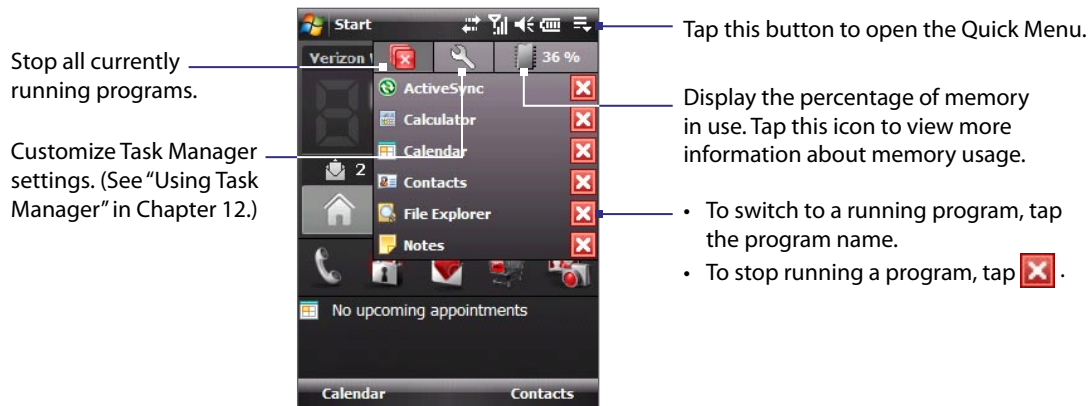 Stop all currently
running programs.
Customize Task Manager
settings. (See “Using Task
Manager” in Chapter 12.)
Start
Verizon
36 %
ActiveSync
Calculator
Calendar
Contacts
File Explorer
Notes
2
No upcoming appointments
Calendar
Contacts
Tap this button to open the Quick Menu.
Display the percentage of memory
in use. Tap this icon to view more
information about memory usage.
• To switch to a running program, tap
the program name.
• To stop running a program, tap .